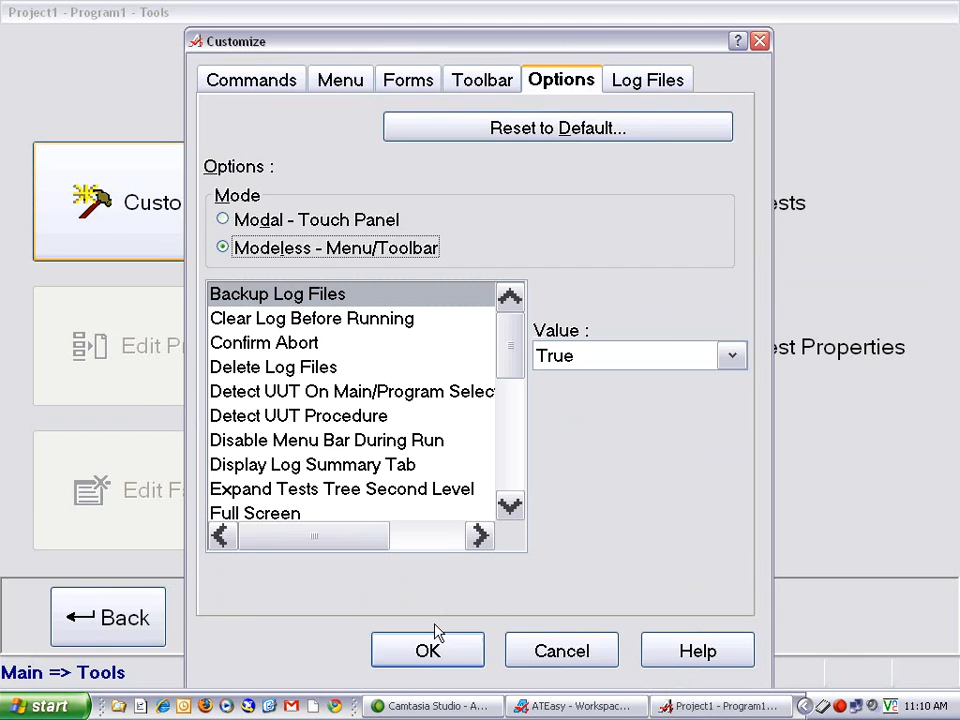 Project1 - Program1 - Tools
Customize
Commands Menu Forms Toolbar Options Log Files
Reset to Default...
Options :
Mode
Modal - Touch Panel
Modeless - Menu/Toolbar
Custo
ests
Backup Log Files
Clear Log Before Running
Value :
Confirm Abort
True
Edit P
est Properties
Delete Log Files
Detect UUT On Main/Program Selec
Detect UUT Procedure
Disable Menu Bar During Run
Display Log Summary Tab
Edit F
Expand Tests Tree Second Level
Full Screen
Back
OK Cancel Help
Main => Tools
start
Camtasia Studio - A...
ATEasy - Workspac...
Project1 - Program1...
11:10 AM